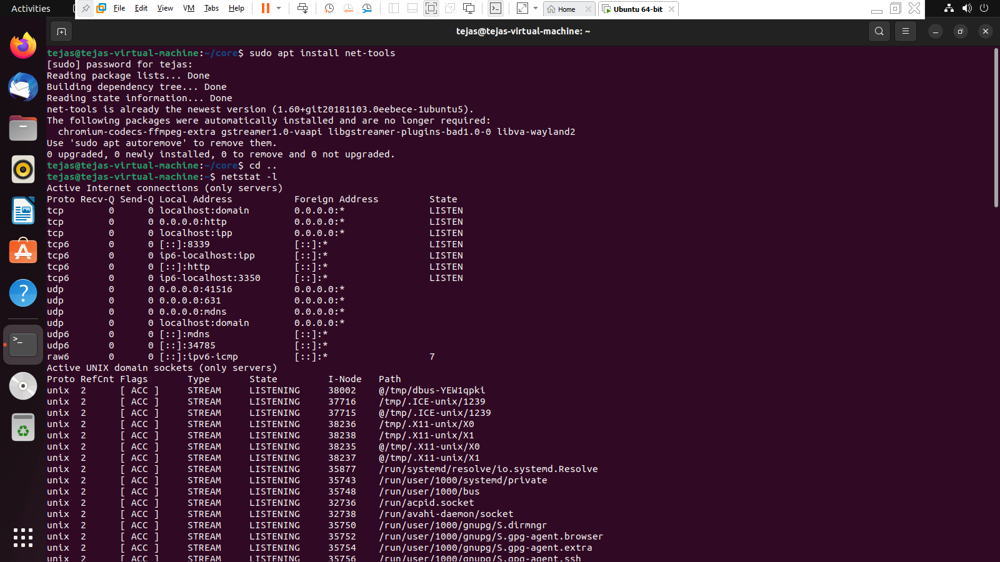 Activities
File Edit View VM Tabs Help
Home
Ubuntu 64-bit
tejas@tejas-virtual-machine: ~
tejas@tejas-virtual-machine:~/core$ sudo apt install net-tools
[sudo] password for tejas:
Reading package lists... Done
Building dependency tree... Done
Reading state information... Done
net-tools is already the newest version (1.60+git20181103.0eebece-1ubuntu5).
The following packages were automatically installed and are no longer required:
  chromium-codecs-ffmpeg-extra gstreamer1.0-vaapi libgstreamer-plugins-bad1.0-0 libva-wayland2
Use 'sudo apt autoremove' to remove them.
0 upgraded, 0 newly installed, 0 to remove and 0 not upgraded.
tejas@tejas-virtual-machine:~/core$ cd ..
tejas@tejas-virtual-machine:~$ netstat -l
Active Internet connections (only servers)
Proto Recv-Q Send-Q Local Address           Foreign Address         State
tcp        0      0 localhost:domain        0.0.0.0:*               LISTEN
tcp        0      0 0.0.0.0:http            0.0.0.0:*               LISTEN
tcp        0      0 localhost:ipp           0.0.0.0:*               LISTEN
tcp6       0      0 [::]:8339               [::]:*                  LISTEN
tcp6       0      0 ip6-localhost:ipp       [::]:*                  LISTEN
tcp6       0      0 [::]:http               [::]:*                  LISTEN
tcp6       0      0 ip6-localhost:3350      [::]:*                  LISTEN
udp        0      0 0.0.0.0:41516           0.0.0.0:*
udp        0      0 0.0.0.0:631             0.0.0.0:*
udp        0      0 0.0.0.0:mdns            0.0.0.0:*
udp        0      0 localhost:domain        0.0.0.0:*
udp6       0      0 [::]:mdns               [::]:*
udp6       0      0 [::]:34785              [::]:*
raw6       0      0 [::]:ipv6-icmp          [::]:*                  7
Active UNIX domain sockets (only servers)
Proto RefCnt Flags       Type       State         I-Node   Path
unix  2      [ ACC ]     STREAM     LISTENING     38002    @/tmp/dbus-YEW1qpki
unix  2      [ ACC ]     STREAM     LISTENING     37716    /tmp/.ICE-unix/1239
unix  2      [ ACC ]     STREAM     LISTENING     37715    @/tmp/.ICE-unix/1239
unix  2      [ ACC ]     STREAM     LISTENING     38236    /tmp/.X11-unix/X0
unix  2      [ ACC ]     STREAM     LISTENING     38238    /tmp/.X11-unix/X1
unix  2      [ ACC ]     STREAM     LISTENING     38235    @/tmp/.X11-unix/X0
unix  2      [ ACC ]     STREAM     LISTENING     38237    @/tmp/.X11-unix/X1
unix  2      [ ACC ]     STREAM     LISTENING     35877    /run/systemd/resolve/io.systemd.Resolve
unix  2      [ ACC ]     STREAM     LISTENING     35743    /run/user/1000/systemd/private
unix  2      [ ACC ]     STREAM     LISTENING     35748    /run/user/1000/bus
unix  2      [ ACC ]     STREAM     LISTENING     32736    /run/acpid.socket
unix  2      [ ACC ]     STREAM     LISTENING     32738    /run/avahi-daemon/socket
unix  2      [ ACC ]     STREAM     LISTENING     35750    /run/user/1000/gnupg/S.dirmngr
unix  2      [ ACC ]     STREAM     LISTENING     35752    /run/user/1000/gnupg/S.gpg-agent.browser
unix  2      [ ACC ]     STREAM     LISTENING     35754    /run/user/1000/gnupg/S.gpg-agent.extra
unix  2      [ ACC ]     STREAM     LISTENING     35756    /run/user/1000/gnupg/S.gpg-agent.ssh